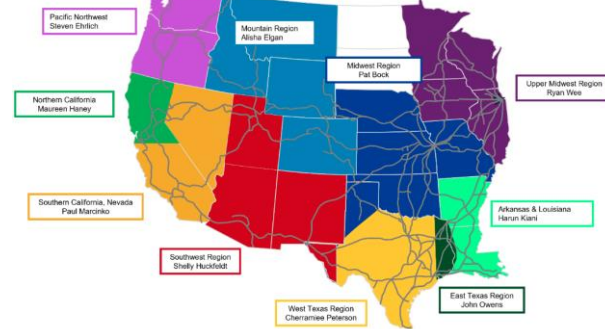 Pacific Northwest
Steven Ehrlich
Mountain Region
Alisha Elgan
Midwest Region
Pat Bock
Upper Midwest Region
Ryan Wee
Northern California
Maureen Haney
Southern California, Nevada
Paul Marcinko
Arkansas & Louisiana
Harun Kiani
Southwest Region
Shelly Huckfeldt
East Texas Region
John Owens
West Texas Region
Cherramiee Peterson